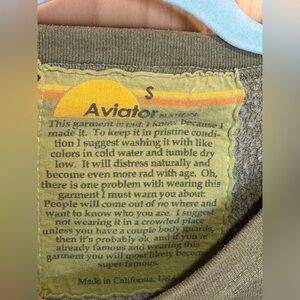 S
Aviator
This garment is rad, I know because I
made it. To keep it in pristine condi-
tion I suggest washing it with like
colors in cold water and tumble dry
low. It will distress naturally and
become even more rad with age. Oh,
there is one problem with wearing this
garment I must warn you about:
People will come out of no where and
want to know who you are. I suggest
not wearing it in a crowded place
unless you have a couple body guards,
then it's probably ok, and if you're
already famous and wearing this
garment you will most likely become
super famous.
Made in California, USA